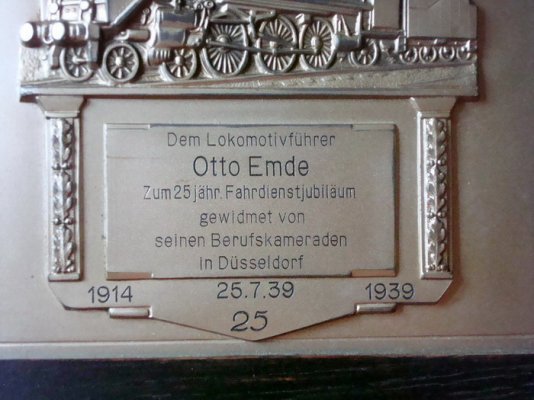 Dem Lokomotivführer
Otto Emde
Zum 25 jähr. Fahrdienstjubiläum
gewidmet von
seinen Berufskameraden
in Düsseldorf
1914 25.7.39 1939
25